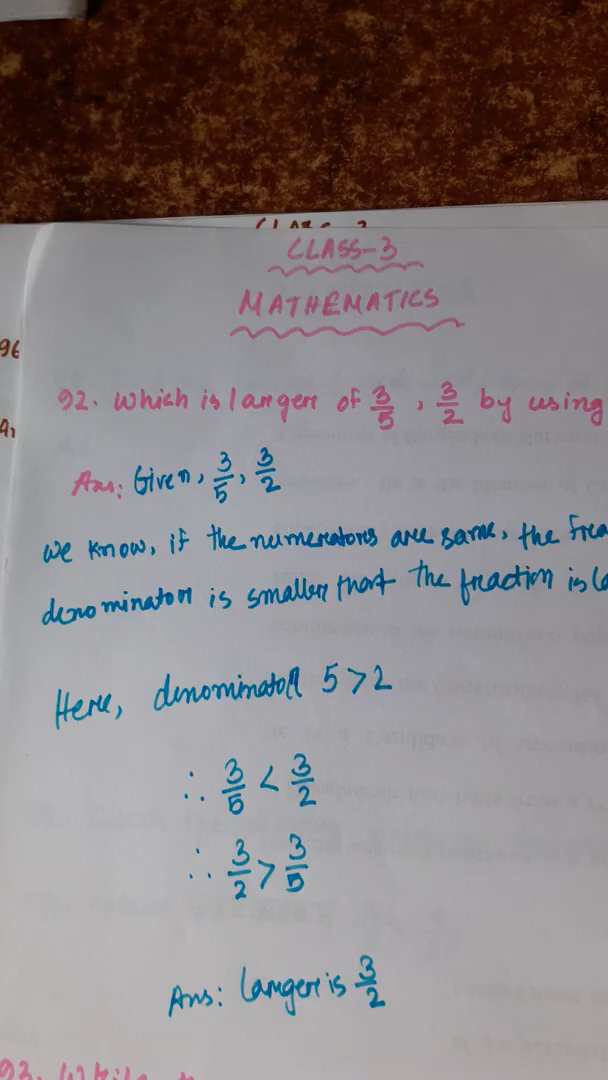 CLASS-3
MATHEMATICS
96
92. Which is larger of 3/5, 3/2 by using
Ans: Given, 3/5, 3/2
we know, if the numerators are same, the
denominator is smaller that the fraction is
Here, denominator 5>2
∴ 3/5 < 3/2
∴ 3/2 > 3/5
Ans: Larger is 3/2
93.